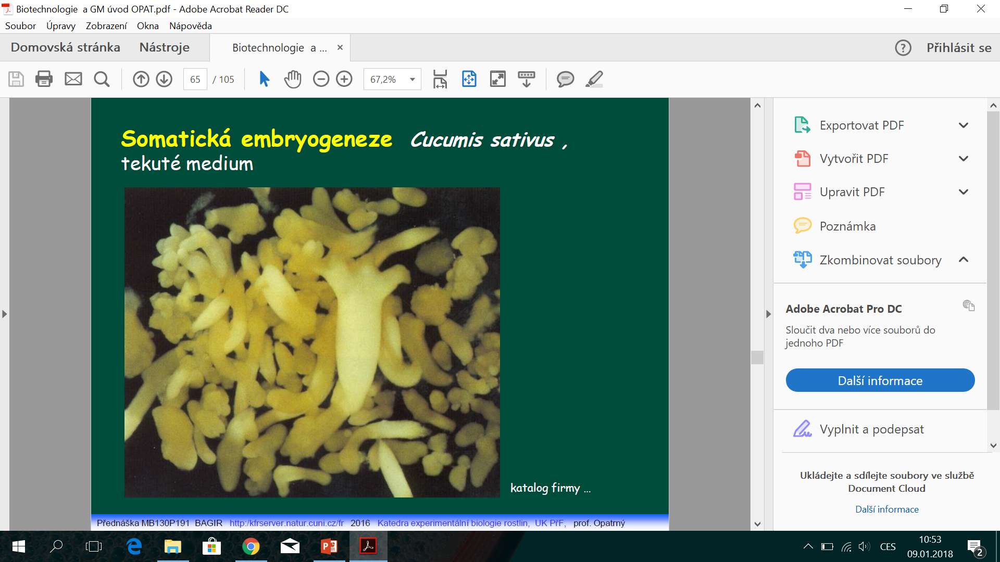 Biotechnologie  a GM úvod OPAT.pdf - Adobe Acrobat Reader DC
Soubor Úpravy Zobrazení Okna Nápověda
Domovská stránka Nástroje Biotechnologie  a ... × ? Přihlásit se
65 / 105 67,2%
Somatická embryogeneze Cucumis sativus ,
tekuté medium
katalog firmy ...
Přednáška MB130P191 BAGIR http:/kfrserver.natur.cuni.cz/fr 2016 Katedra experimentální biologie rostlin, UK PřF, prof. Opatrný
Exportovat PDF
Vytvořit PDF
Upravit PDF
Poznámka
Zkombinovat soubory
Adobe Acrobat Pro DC
Sloučit dva nebo více souborů do
jednoho PDF
Další informace
Vyplnit a podepsat
Ukládejte a sdílejte soubory ve službě
Document Cloud
Další informace
CES
10:53
09.01.2018
2